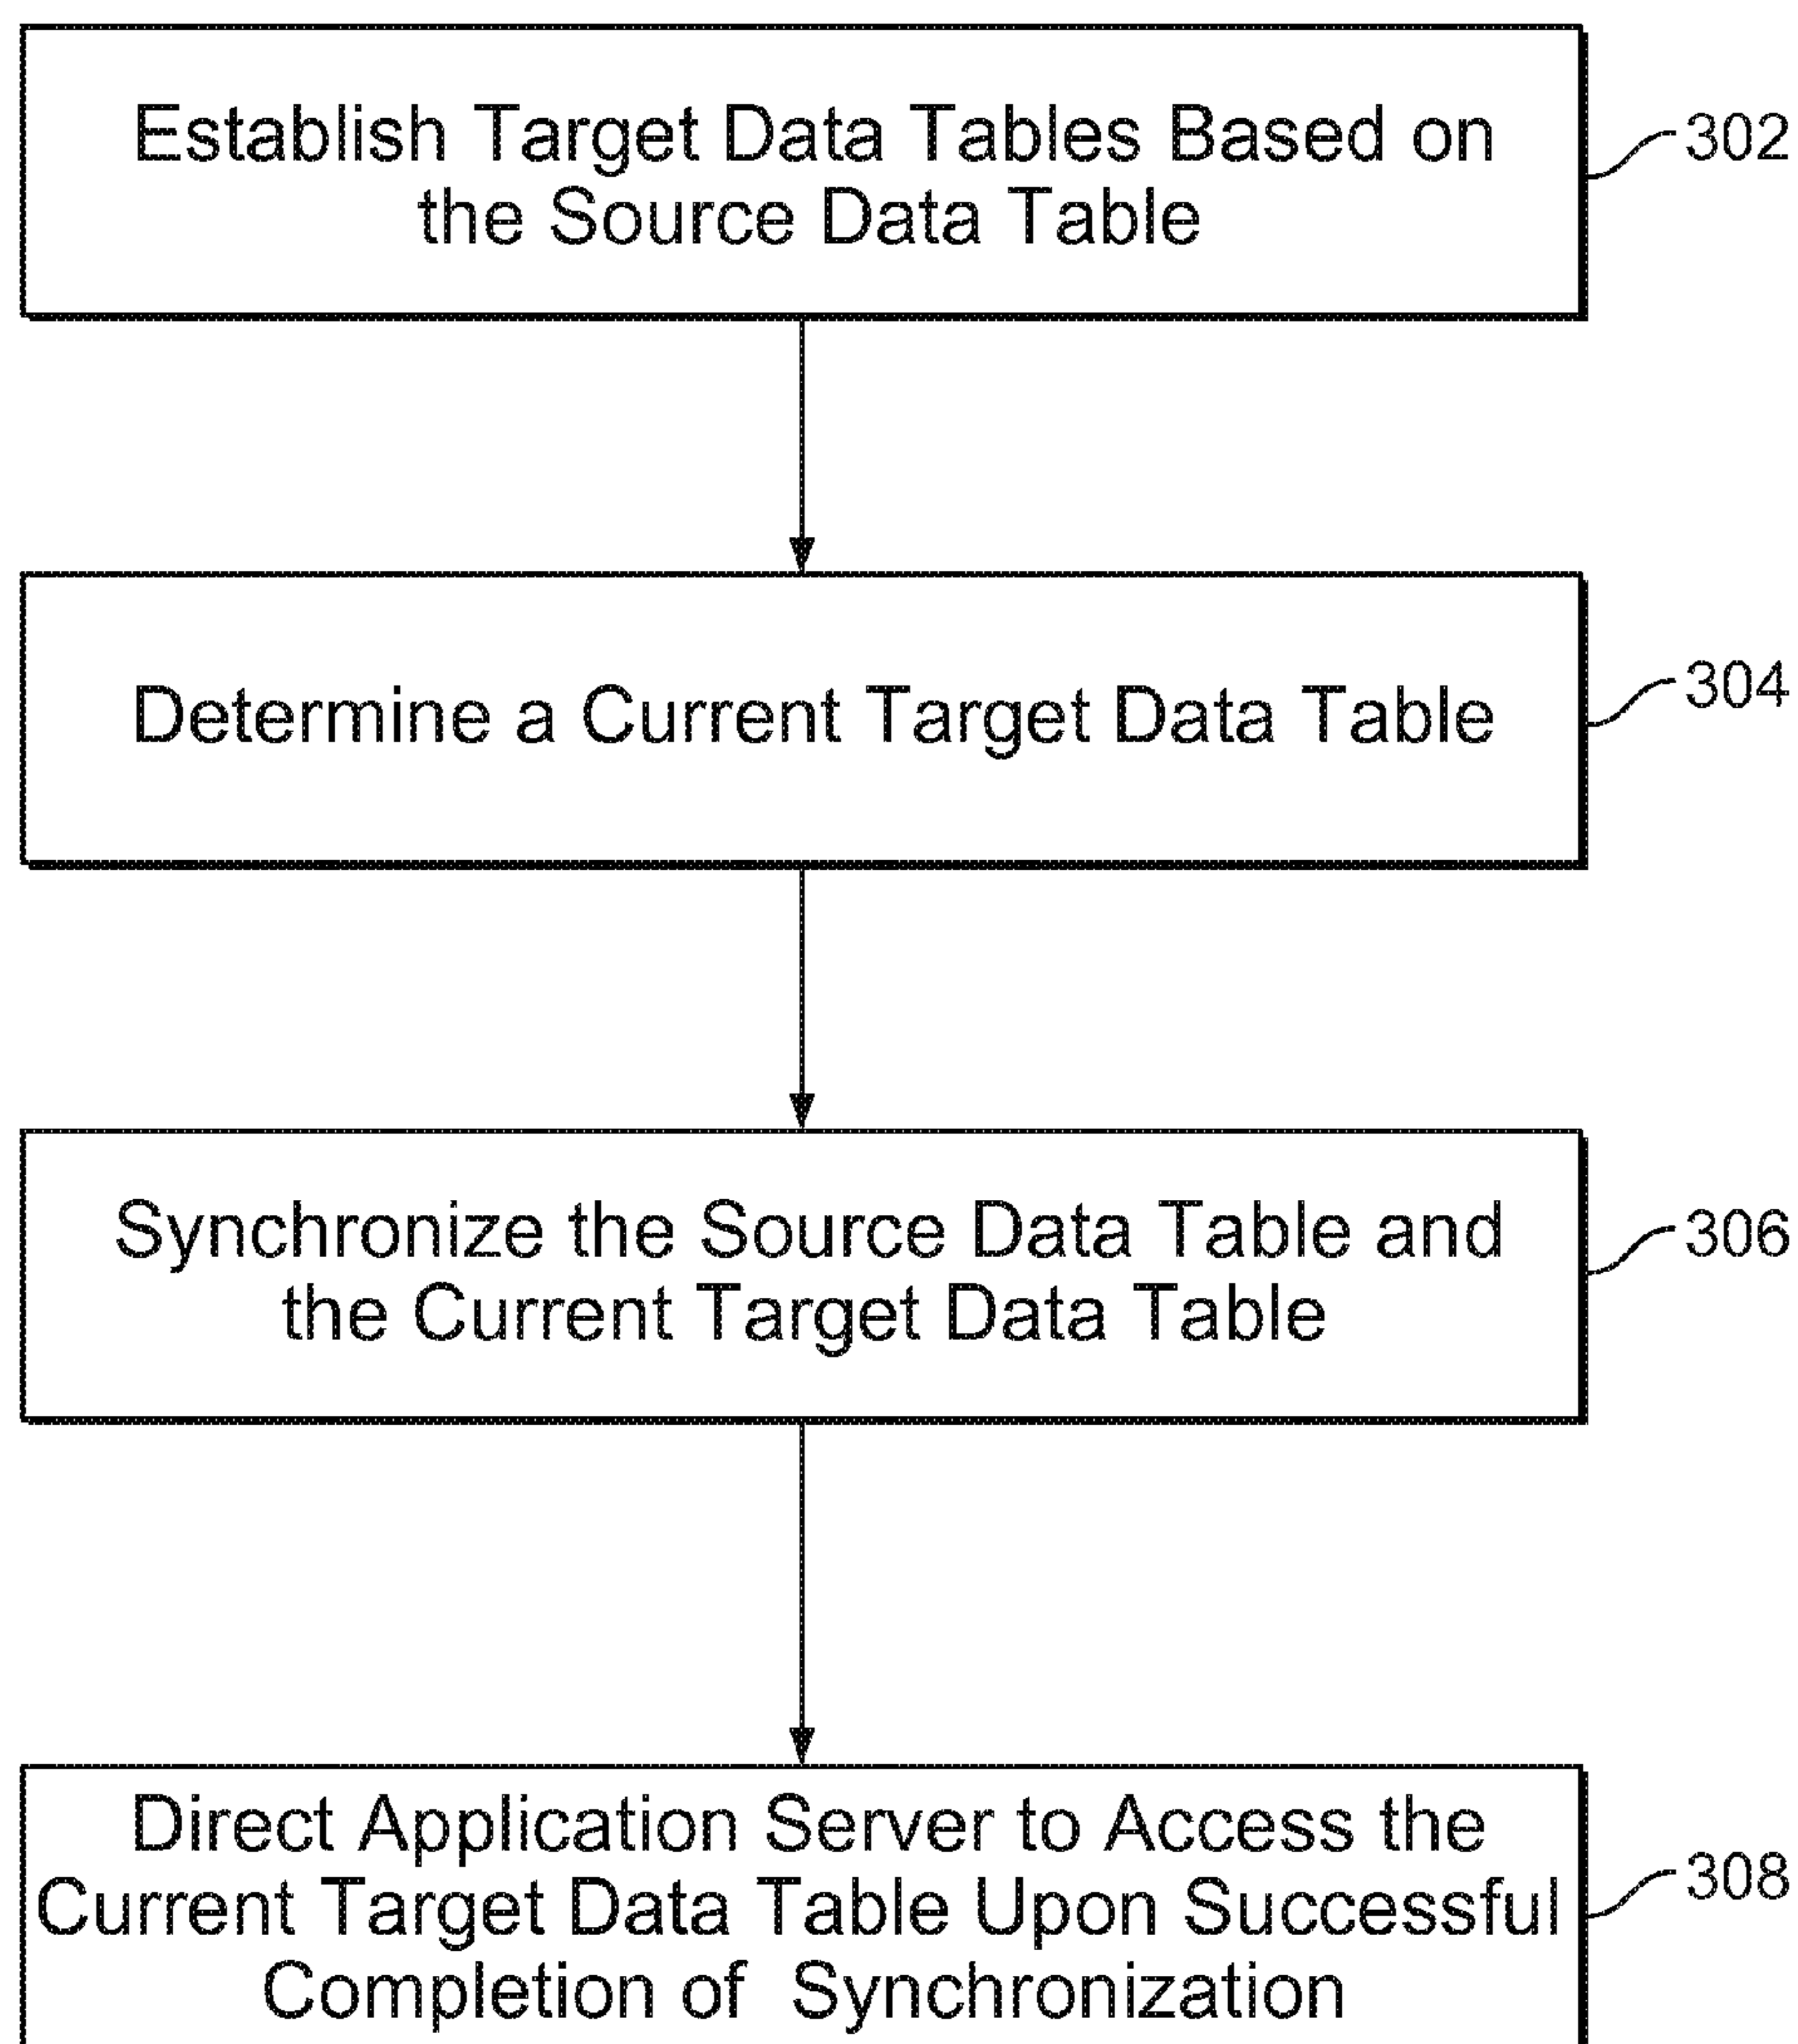 Establish Target Data Tables Based on
the Source Data Table
302
Determine a Current Target Data Table
304
Synchronize the Source Data Table and
the Current Target Data Table
306
Direct Application Server to Access the
Current Target Data Table Upon Successful
Completion of Synchronization
308